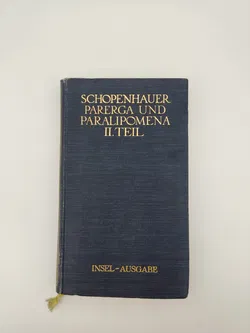 SCHOPENHAUER
PARERGA UND
PARALIPOMENA
II. TEIL
INSEL-AUSGABE